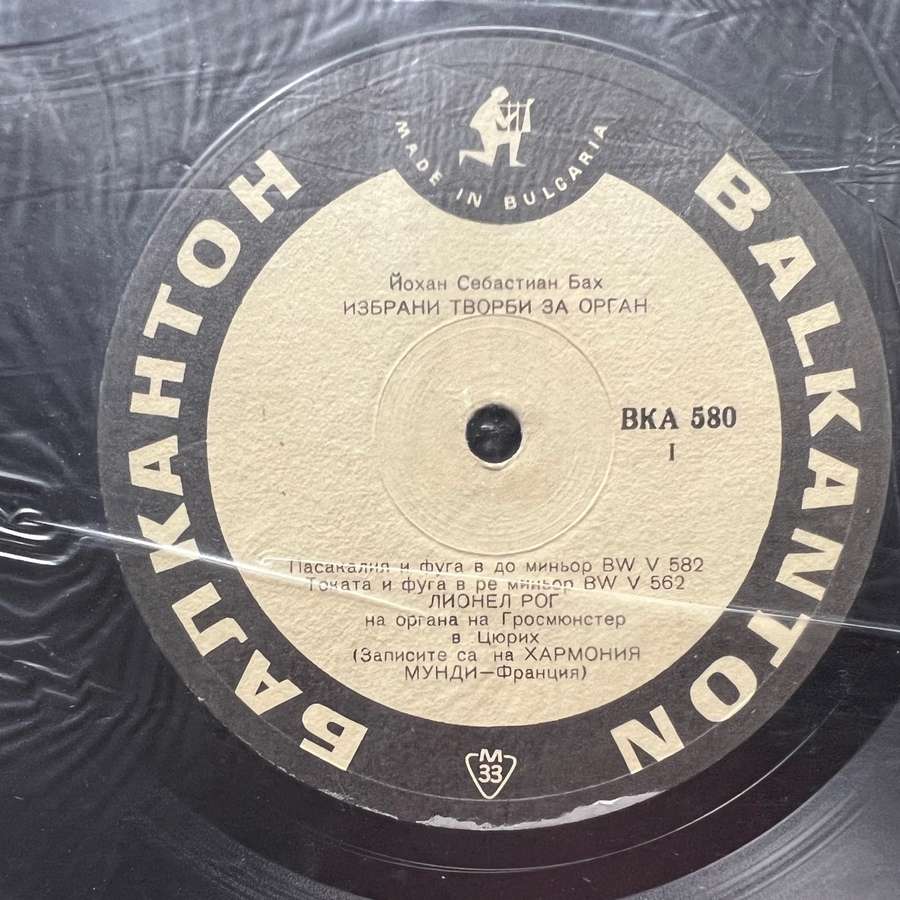 MADE IN BULGARIA
БАЛКАНТОН
BALKANTON
Йохан Себастиан Бах
ИЗБРАНИ ТВОРБИ ЗА ОРГАН
ВКА 580
I
Пасакалия и фуга в до миньор BW V 582
Точата и фуга в ре миньор BW V 562
ЛИОНЕЛ РОГ
на органа на Гросмюнстер
в Цюрих
(Записите са на ХАРМОНИЯ
МУНДИ—Франция)
M
33